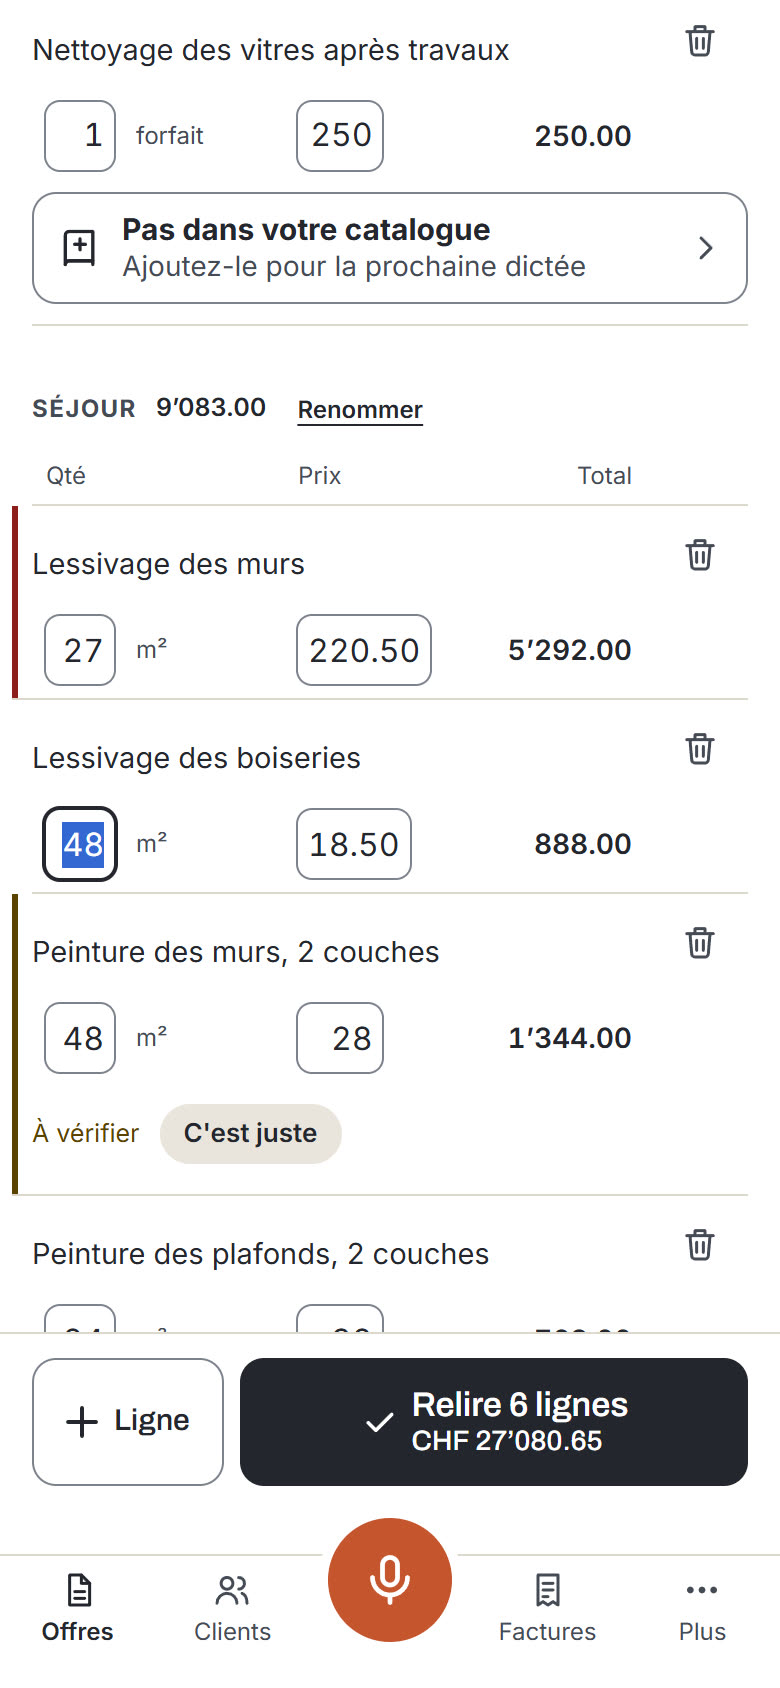 Nettoyage des vitres après travaux
1 forfait 250 250.00
Pas dans votre catalogue
Ajoutez-le pour la prochaine dictée
SÉJOUR 9’083.00 Renommer
Qté Prix Total
Lessivage des murs
27 m² 220.50 5’292.00
Lessivage des boiseries
48 m² 18.50 888.00
Peinture des murs, 2 couches
48 m² 28 1’344.00
À vérifier C'est juste
Peinture des plafonds, 2 couches
Ligne
Relire 6 lignes
CHF 27’080.65
Offres Clients Factures Plus